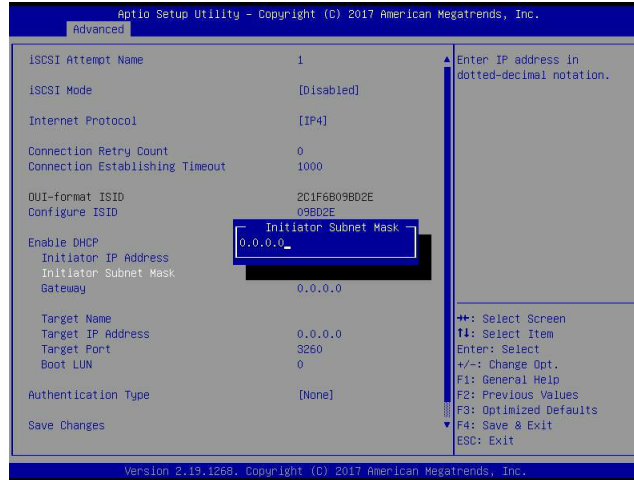 Aptio Setup Utility – Copyright (C) 2017 American Megatrends, Inc.
Advanced
iSCSI Attempt Name 1
iSCSI Mode [Disabled]
Internet Protocol [IP4]
Connection Retry Count 0
Connection Establishing Timeout 1000
OUI-format ISID 2C1F6B09BD2E
Configure ISID 09BD2E
Enable DHCP
Initiator IP Address
Initiator Subnet Mask
Gateway 0.0.0.0
Target Name
Target IP Address 0.0.0.0
Target Port 3260
Boot LUN 0
Authentication Type [None]
Save Changes
Initiator Subnet Mask
0.0.0.0_
Enter IP address in
dotted-decimal notation.
→←: Select Screen
↑↓: Select Item
Enter: Select
+/-: Change Opt.
F1: General Help
F2: Previous Values
F3: Optimized Defaults
F4: Save & Exit
ESC: Exit
Version 2.19.1268. Copyright (C) 2017 American Megatrends, Inc.